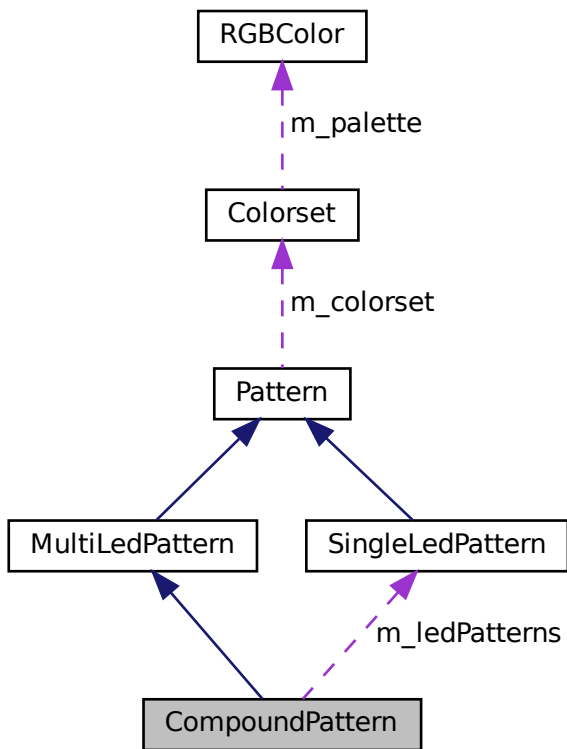 RGBColor
m_palette
Colorset
m_colorset
Pattern
MultiLedPattern
SingleLedPattern
m_ledPatterns
CompoundPattern